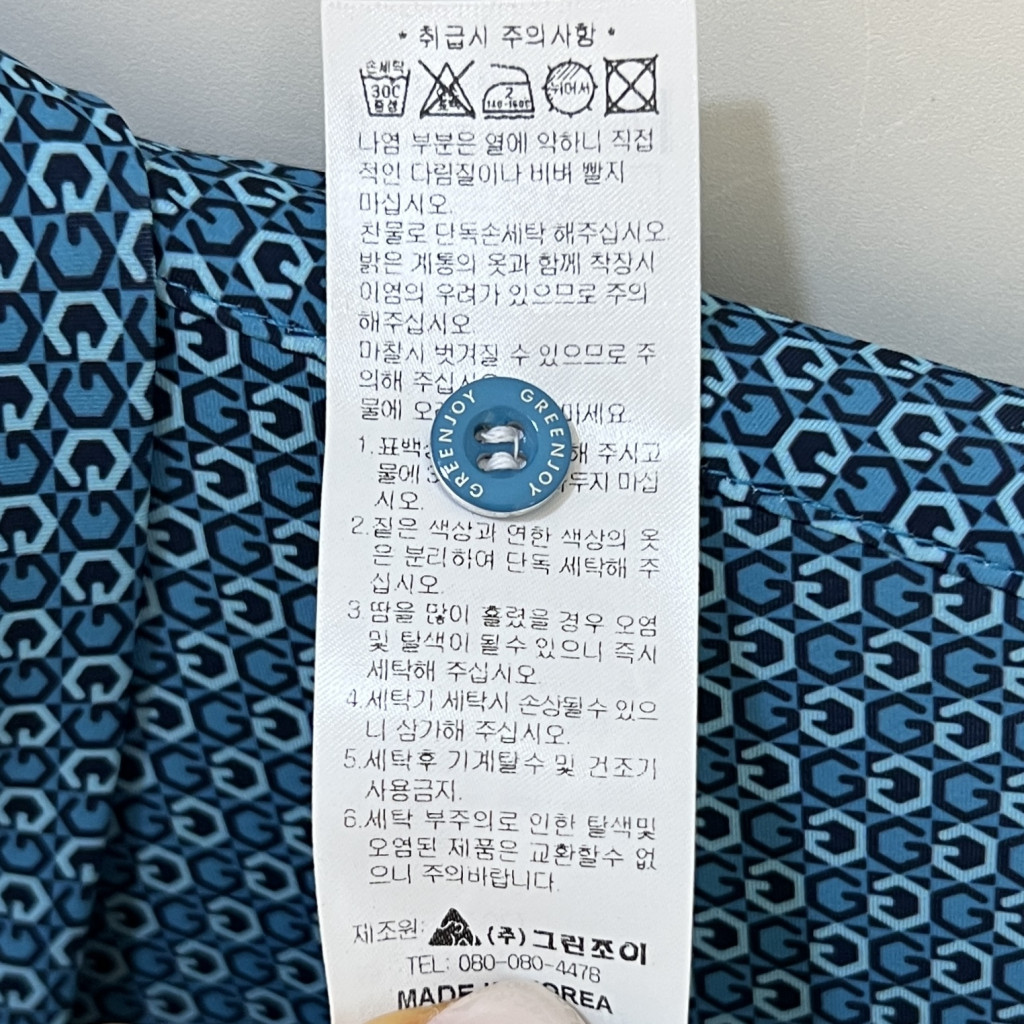 * 취급시 주의사항 *
손세탁
30C
중성
2
140-160C
뉘어서
나염 부분은 열에 약하니 직접
적인 다림질이나 비벼 빨지
마십시오.
찬물로 단독손세탁 해주십시오.
밝은 계통의 옷과 함께 착장시
이염의 우려가 있으므로 주의
해주십시오
마찰시 벗겨질 수 있으므로 주
의해 주십시오
물에 오 마세요.
GREENJOY GREENJOY
1.표백 해 주시고
물에 두지 마십
시오.
2.짙은 색상과 연한 색상의 옷
은 분리하여 단독 세탁해 주
십시오.
3.땀을 많이 흘렸을 경우 오염
및 탈색이 될수 있으니 즉시
세탁해 주십시오.
4.세탁기 세탁시 손상될수 있으
니 삼가해 주십시오.
5.세탁후 기계탈수 및 건조기
사용금지.
6.세탁 부주의로 인한 탈색및
오염된 제품은 교환할수 없
으니 주의바랍니다.
제조원: (주)그린조이
TEL: 080-080-4478
MADE IN KOREA